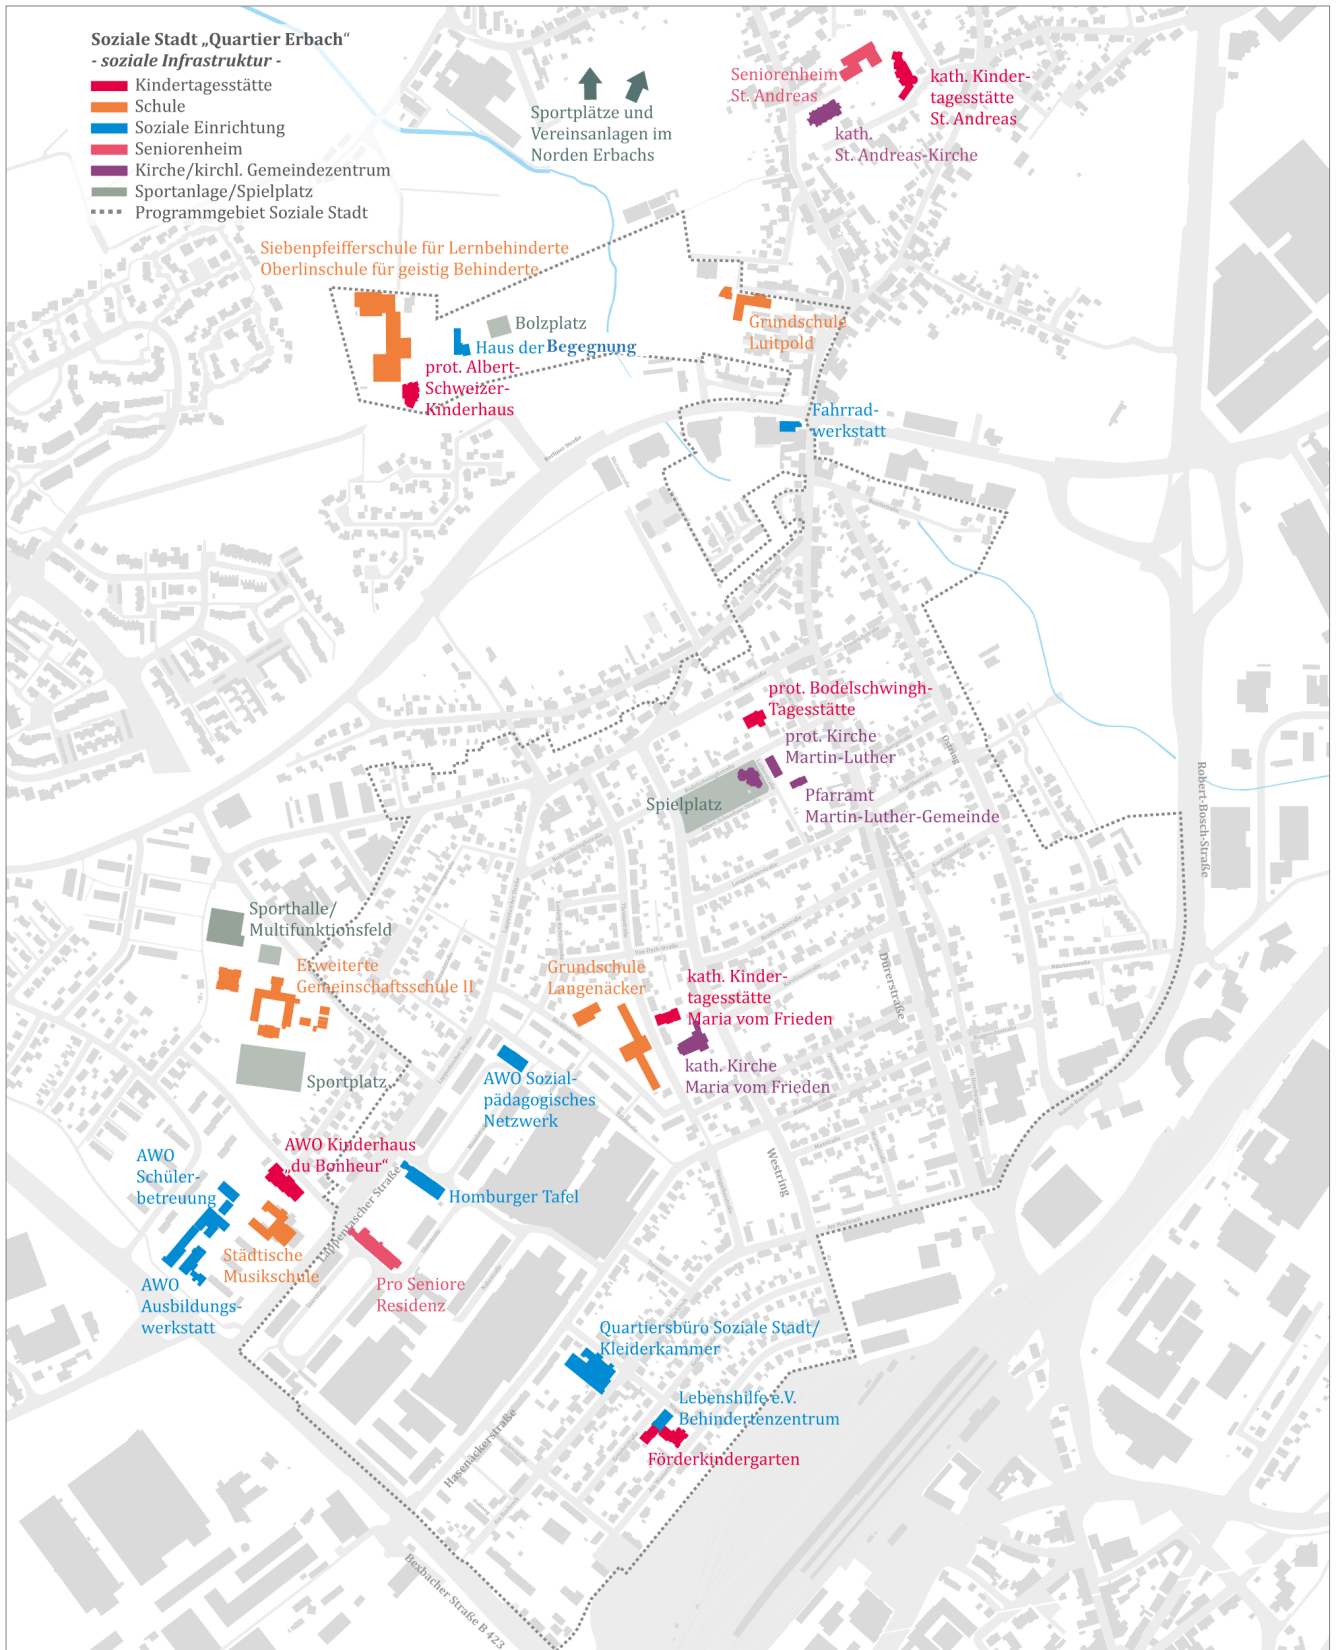 Soziale Stadt „Quartier Erbach“
- soziale Infrastruktur -
Kindertagesstätte
Schule
Soziale Einrichtung
Seniorenheim
Kirche/kirchl. Gemeindezentrum
Sportanlage/Spielplatz
Programmgebiet Soziale Stadt
Sportplätze und
Vereinsanlagen im
Norden Erbachs
Seniorenheim
St. Andreas
kath. Kinder-
tagesstätte
St. Andreas
kath.
St. Andreas-Kirche
Siebenpfeifferschule für Lernbehinderte
Oberlinschule für geistig Behinderte
Bolzplatz
Haus der Begegnung
prot. Albert-
Schweizer-
Kinderhaus
Grundschule
Luitpold
Fahrrad-
werkstatt
Berliner Straße
prot. Bodelschwingh-
Tagesstätte
prot. Kirche
Martin-Luther
Spielplatz
Pfarramt
Martin-Luther-Gemeinde
Ostring
Robert-Bosch-Straße
Sporthalle/
Multifunktionsfeld
Erweiterte
Gemeinschaftsschule II
Sportplatz
Grundschule
Langenäcker
kath. Kinder-
tagesstätte
Maria vom Frieden
kath. Kirche
Maria vom Frieden
Dürerstraße
AWO Sozial-
pädagogisches
Netzwerk
AWO Kinderhaus
„du Bonheur“
AWO
Schüler-
betreuung
Homburger Tafel
Westring
Lappentascher Straße
Städtische
Musikschule
AWO
Ausbildungs-
werkstatt
Pro Seniore
Residenz
Quartiersbüro Soziale Stadt/
Kleiderkammer
Lebenshilfe e.V.
Behindertenzentrum
Förderkindergarten
Hasenäckerstraße
Bexbacher Straße B 423